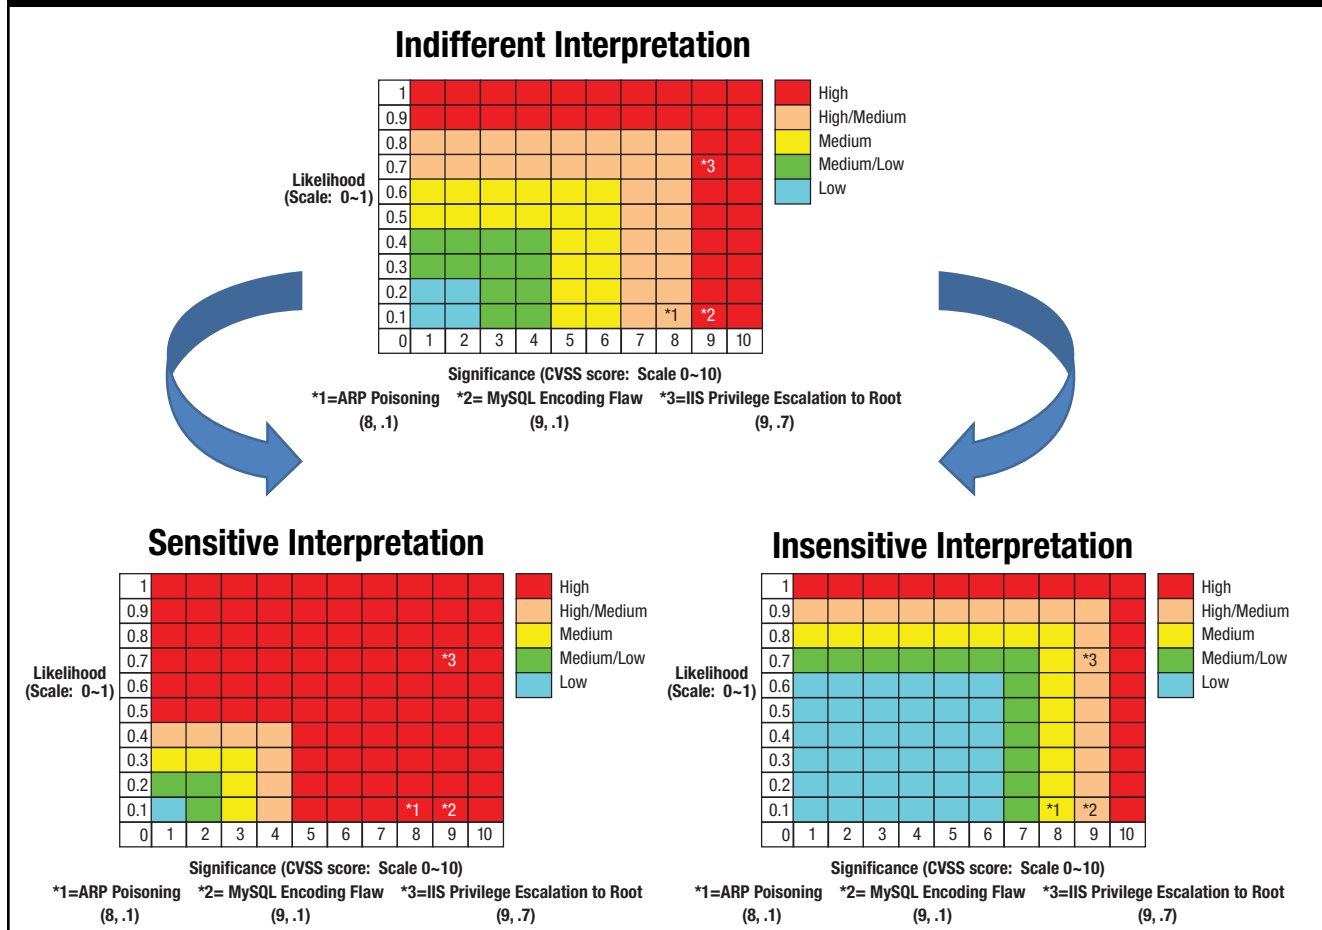 Indifferent Interpretation
1
0.9
0.8
0.7 *3
0.6
0.5
0.4
0.3
0.2
0.1 *1 *2
0 1 2 3 4 5 6 7 8 9 10
Likelihood
(Scale: 0~1)
High
High/Medium
Medium
Medium/Low
Low
Significance (CVSS score: Scale 0~10)
*1=ARP Poisoning *2= MySQL Encoding Flaw *3=IIS Privilege Escalation to Root
(8, .1) (9, .1) (9, .7)
Sensitive Interpretation
1
0.9
0.8
0.7 *3
0.6
0.5
0.4
0.3
0.2
0.1 *1 *2
0 1 2 3 4 5 6 7 8 9 10
Likelihood
(Scale: 0~1)
High
High/Medium
Medium
Medium/Low
Low
Significance (CVSS score: Scale 0~10)
*1=ARP Poisoning *2= MySQL Encoding Flaw *3=IIS Privilege Escalation to Root
(8, .1) (9, .1) (9, .7)
Insensitive Interpretation
1
0.9
0.8
0.7 *3
0.6
0.5
0.4
0.3
0.2
0.1 *1 *2
0 1 2 3 4 5 6 7 8 9 10
Likelihood
(Scale: 0~1)
High
High/Medium
Medium
Medium/Low
Low
Significance (CVSS score: Scale 0~10)
*1=ARP Poisoning *2= MySQL Encoding Flaw *3=IIS Privilege Escalation to Root
(8, .1) (9, .1) (9, .7)